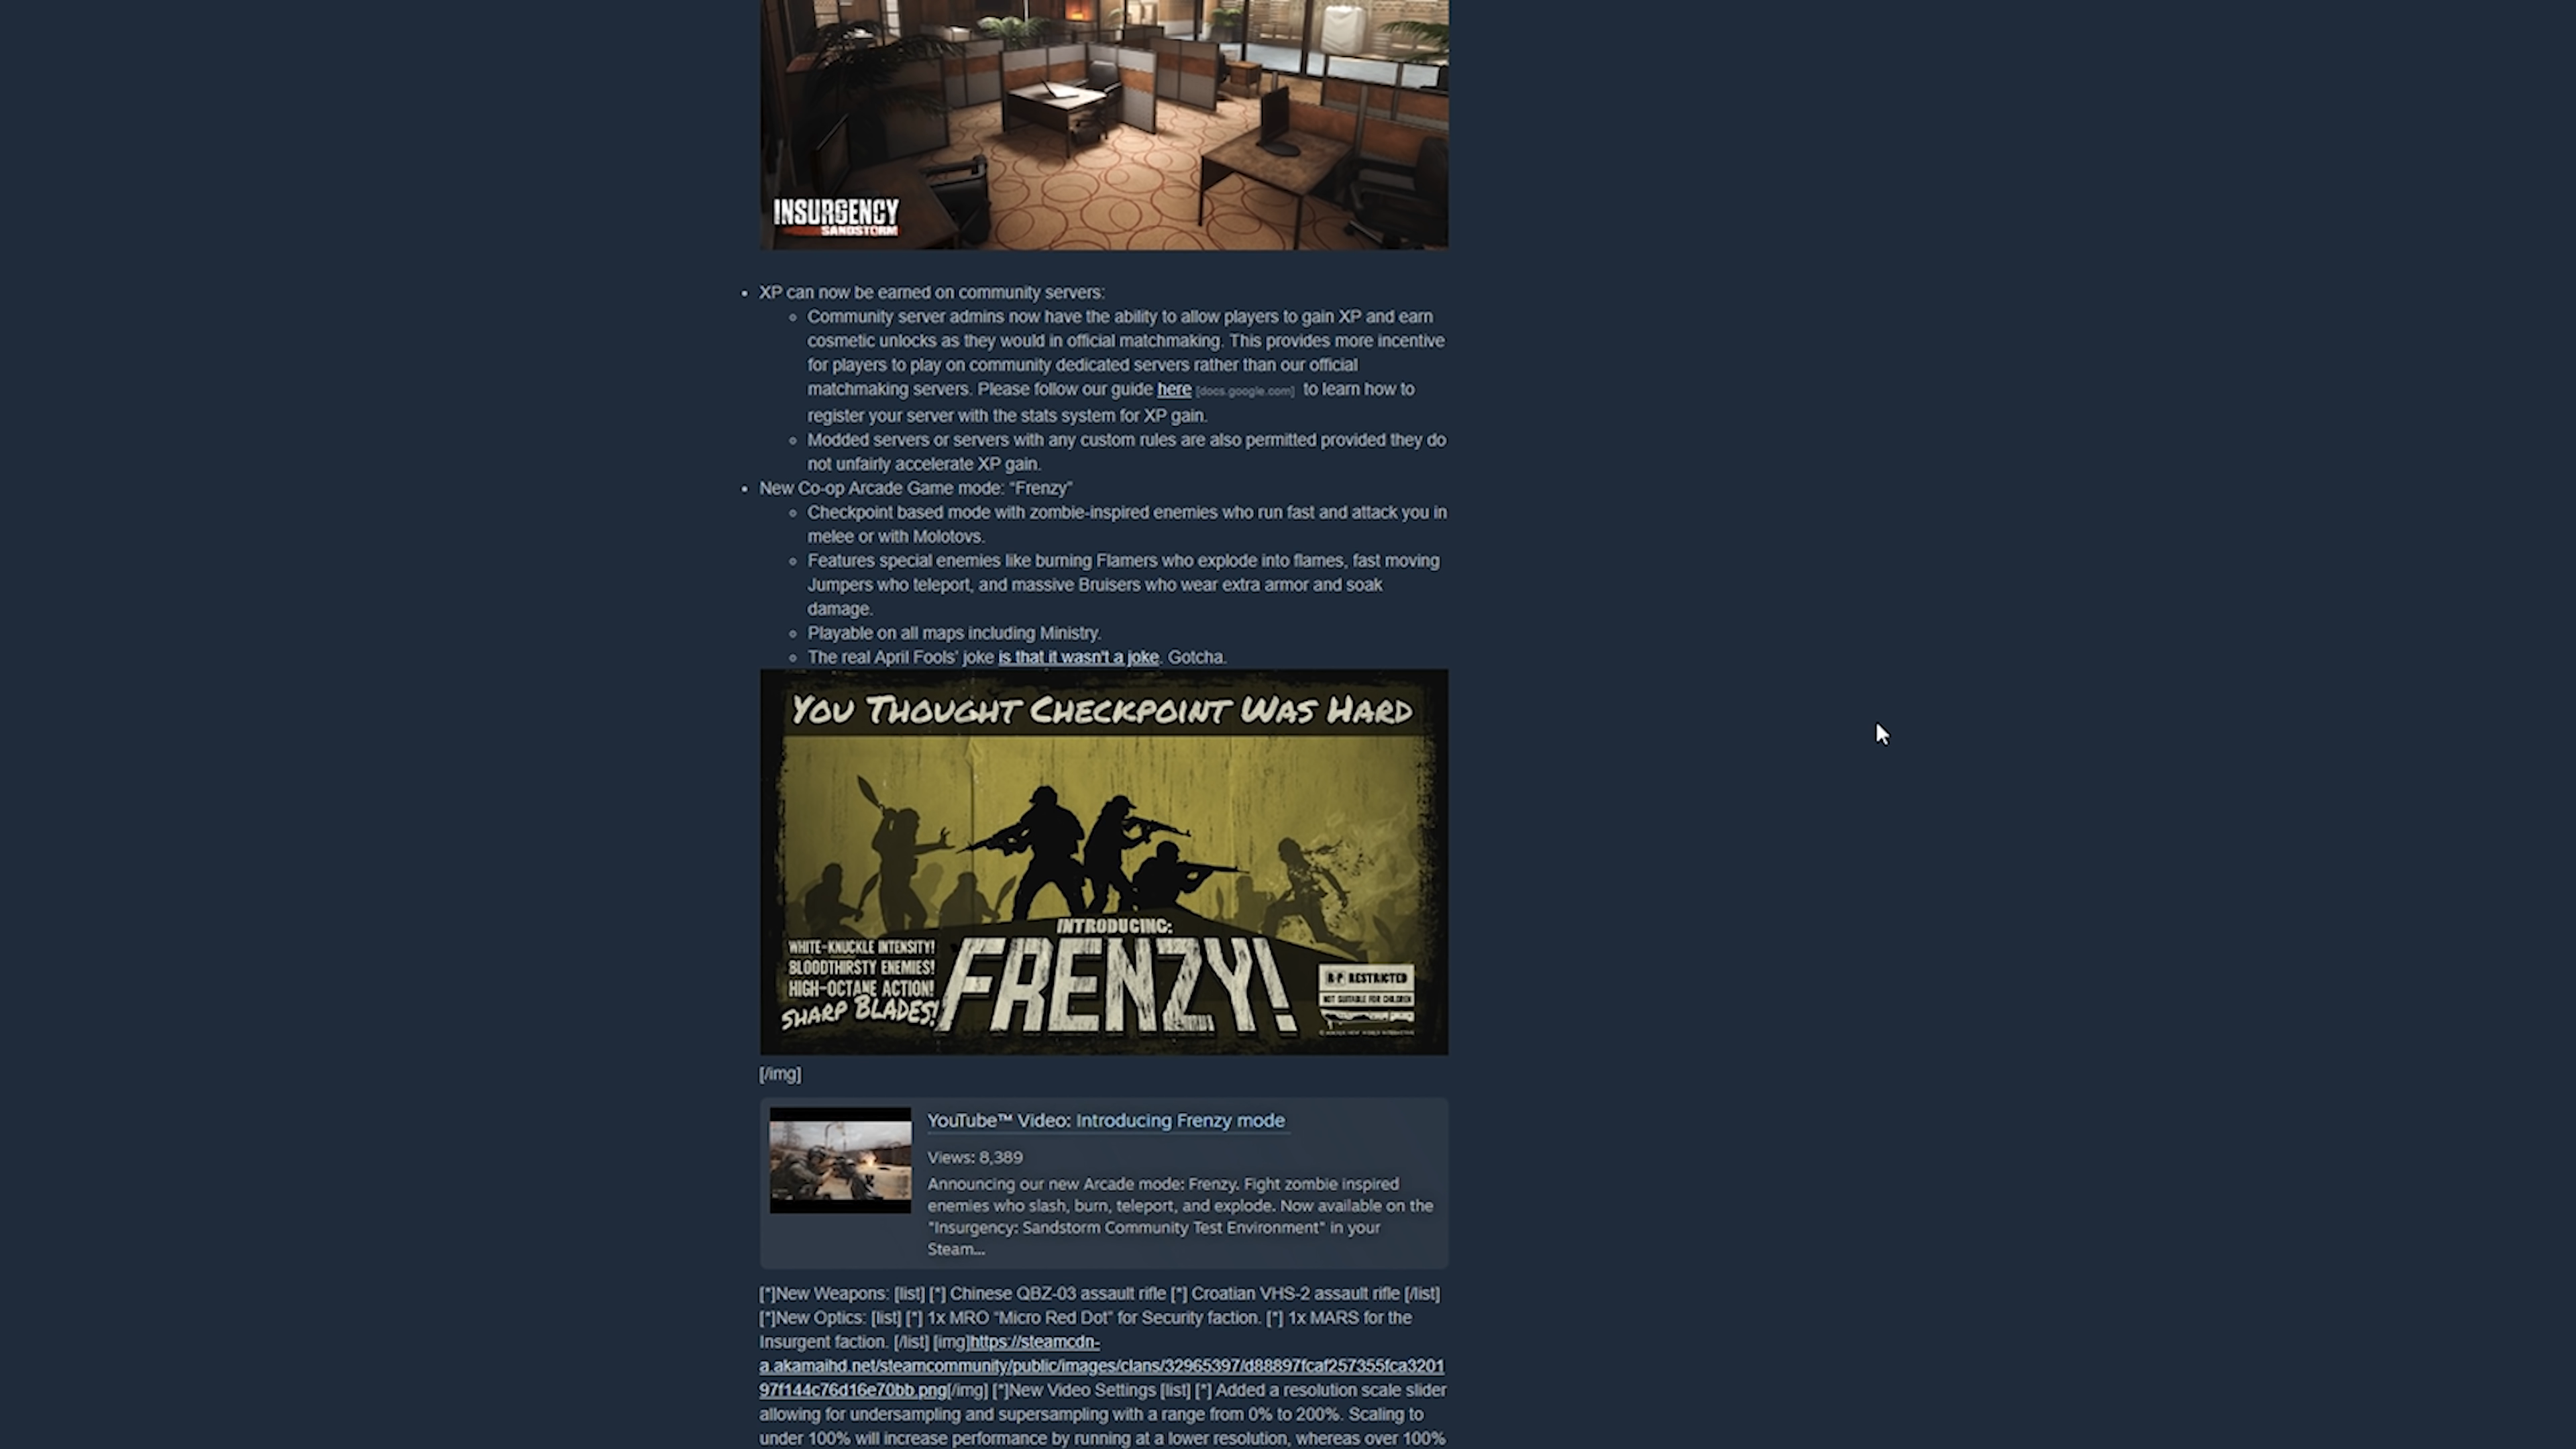 INSURGENCY
SANDSTORM
• XP can now be earned on community servers:
Community server admins now have the ability to allow players to gain XP and earn
cosmetic unlocks as they would in official matchmaking. This provides more incentive
for players to play on community dedicated servers rather than our official
matchmaking servers. Please follow our guide here [docs.google.com] to learn how to
register your server with the stats system for XP gain.
Modded servers or servers with any custom rules are also permitted provided they do
not unfairly accelerate XP gain.
• New Co-op Arcade Game mode: “Frenzy”
Checkpoint based mode with zombie-inspired enemies who run fast and attack you in
melee or with Molotovs.
Features special enemies like burning Flamers who explode into flames, fast moving
Jumpers who teleport, and massive Bruisers who wear extra armor and soak
damage.
Playable on all maps including Ministry.
The real April Fools’ joke is that it wasn't a joke. Gotcha.
YOU THOUGHT CHECKPOINT WAS HARD
INTRODUCING:
FRENZY!
WHITE-KNUCKLE INTENSITY!
BLOODTHIRSTY ENEMIES!
HIGH-OCTANE ACTION!
SHARP BLADES!
RESTRICTED
NOT SUITABLE FOR CHILDREN
[/img]
YouTube™ Video: Introducing Frenzy mode
Views: 8,389
Announcing our new Arcade mode: Frenzy. Fight zombie inspired
enemies who slash, burn, teleport, and explode. Now available on the
"Insurgency: Sandstorm Community Test Environment" in your
Steam...
[*]New Weapons: [list] [*] Chinese QBZ-03 assault rifle [*] Croatian VHS-2 assault rifle [/list]
[*]New Optics: [list] [*] 1x MRO “Micro Red Dot” for Security faction. [*] 1x MARS for the
Insurgent faction. [/list] [img]https://steamcdn-
a.akamaihd.net/steamcommunity/public/images/clans/32965397/d88897fcaf257355fca3201
97f144c76d16e70bb.png[/img] [*]New Video Settings [list] [*] Added a resolution scale slider
allowing for undersampling and supersampling with a range from 0% to 200%. Scaling to
under 100% will increase performance by running at a lower resolution, whereas over 100%